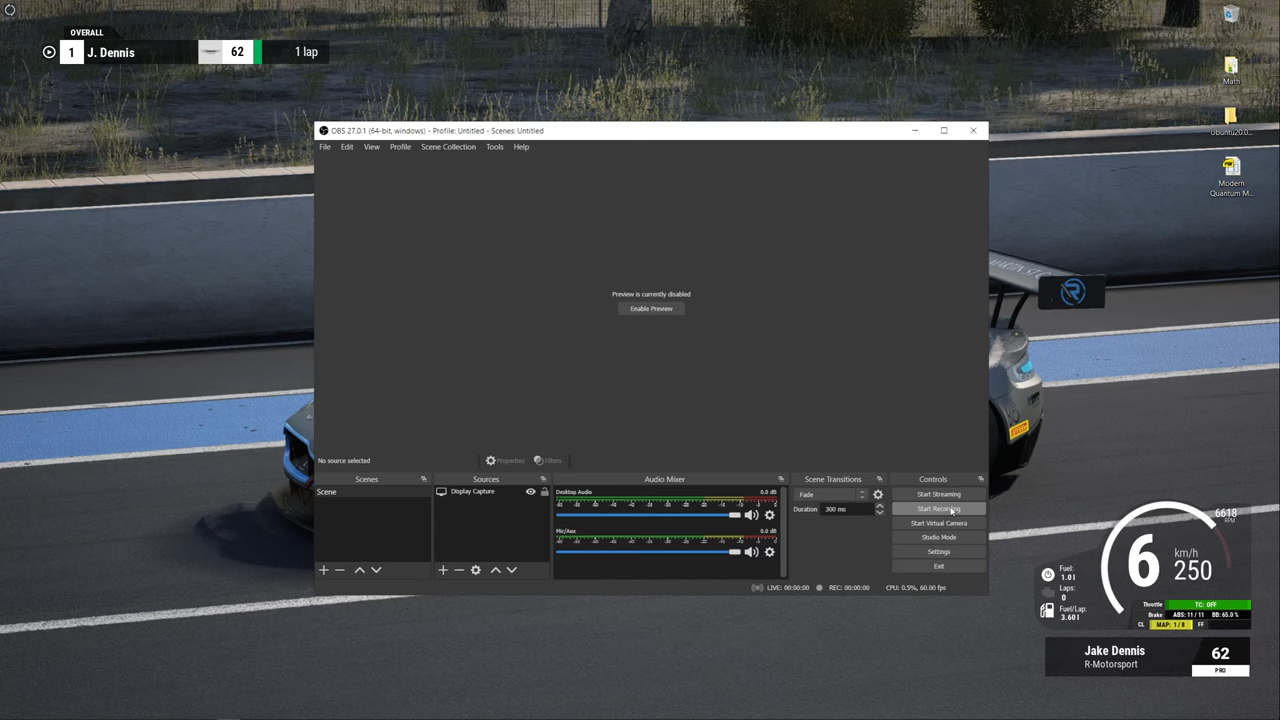 OVERALL
1 J. Dennis 62 1 lap
Math
Ubuntu20.0...
Modern
Quantum M...
OBS 27.0.1 (64-bit, windows) - Profile: Untitled - Scenes: Untitled
File Edit View Profile Scene Collection Tools Help
Preview is currently disabled
Enable Preview
No source selected
Properties
Filters
Scenes
Scene
Sources
Display Capture
Audio Mixer
Desktop Audio 0.0 dB
Mic/Aux 0.0 dB
Scene Transitions
Fade
Duration 300 ms
Controls
Start Streaming
Start Recording
Start Virtual Camera
Studio Mode
Settings
Exit
LIVE: 00:00:00 REC: 00:00:00 CPU: 0.5%, 60.00 fps
6618
RPM
6
km/h
250
Fuel:
1.0 l
Laps:
0
Fuel/Lap:
3.60 l
Throttle TC: OFF
Brake ABS: 11 / 11 BB: 65.0 %
CL MAP: 1 / 8 FF
Jake Dennis
R-Motorsport
62
PRO